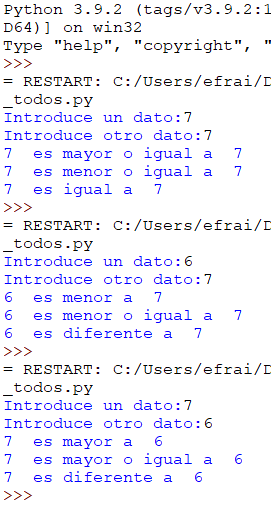 Python 3.9.2 (tags/v3.9.2:1
D64)] on win32
Type "help", "copyright", "
>>>
= RESTART: C:/Users/efrai/D
_todos.py
Introduce un dato:7
Introduce otro dato:7
7  es mayor o igual a  7
7  es menor o igual a  7
7  es igual a  7
>>>
= RESTART: C:/Users/efrai/D
_todos.py
Introduce un dato:6
Introduce otro dato:7
6  es menor a  7
6  es menor o igual a  7
6  es diferente a  7
>>>
= RESTART: C:/Users/efrai/D
_todos.py
Introduce un dato:7
Introduce otro dato:6
7  es mayor a  6
7  es mayor o igual a  6
7  es diferente a  6
>>>